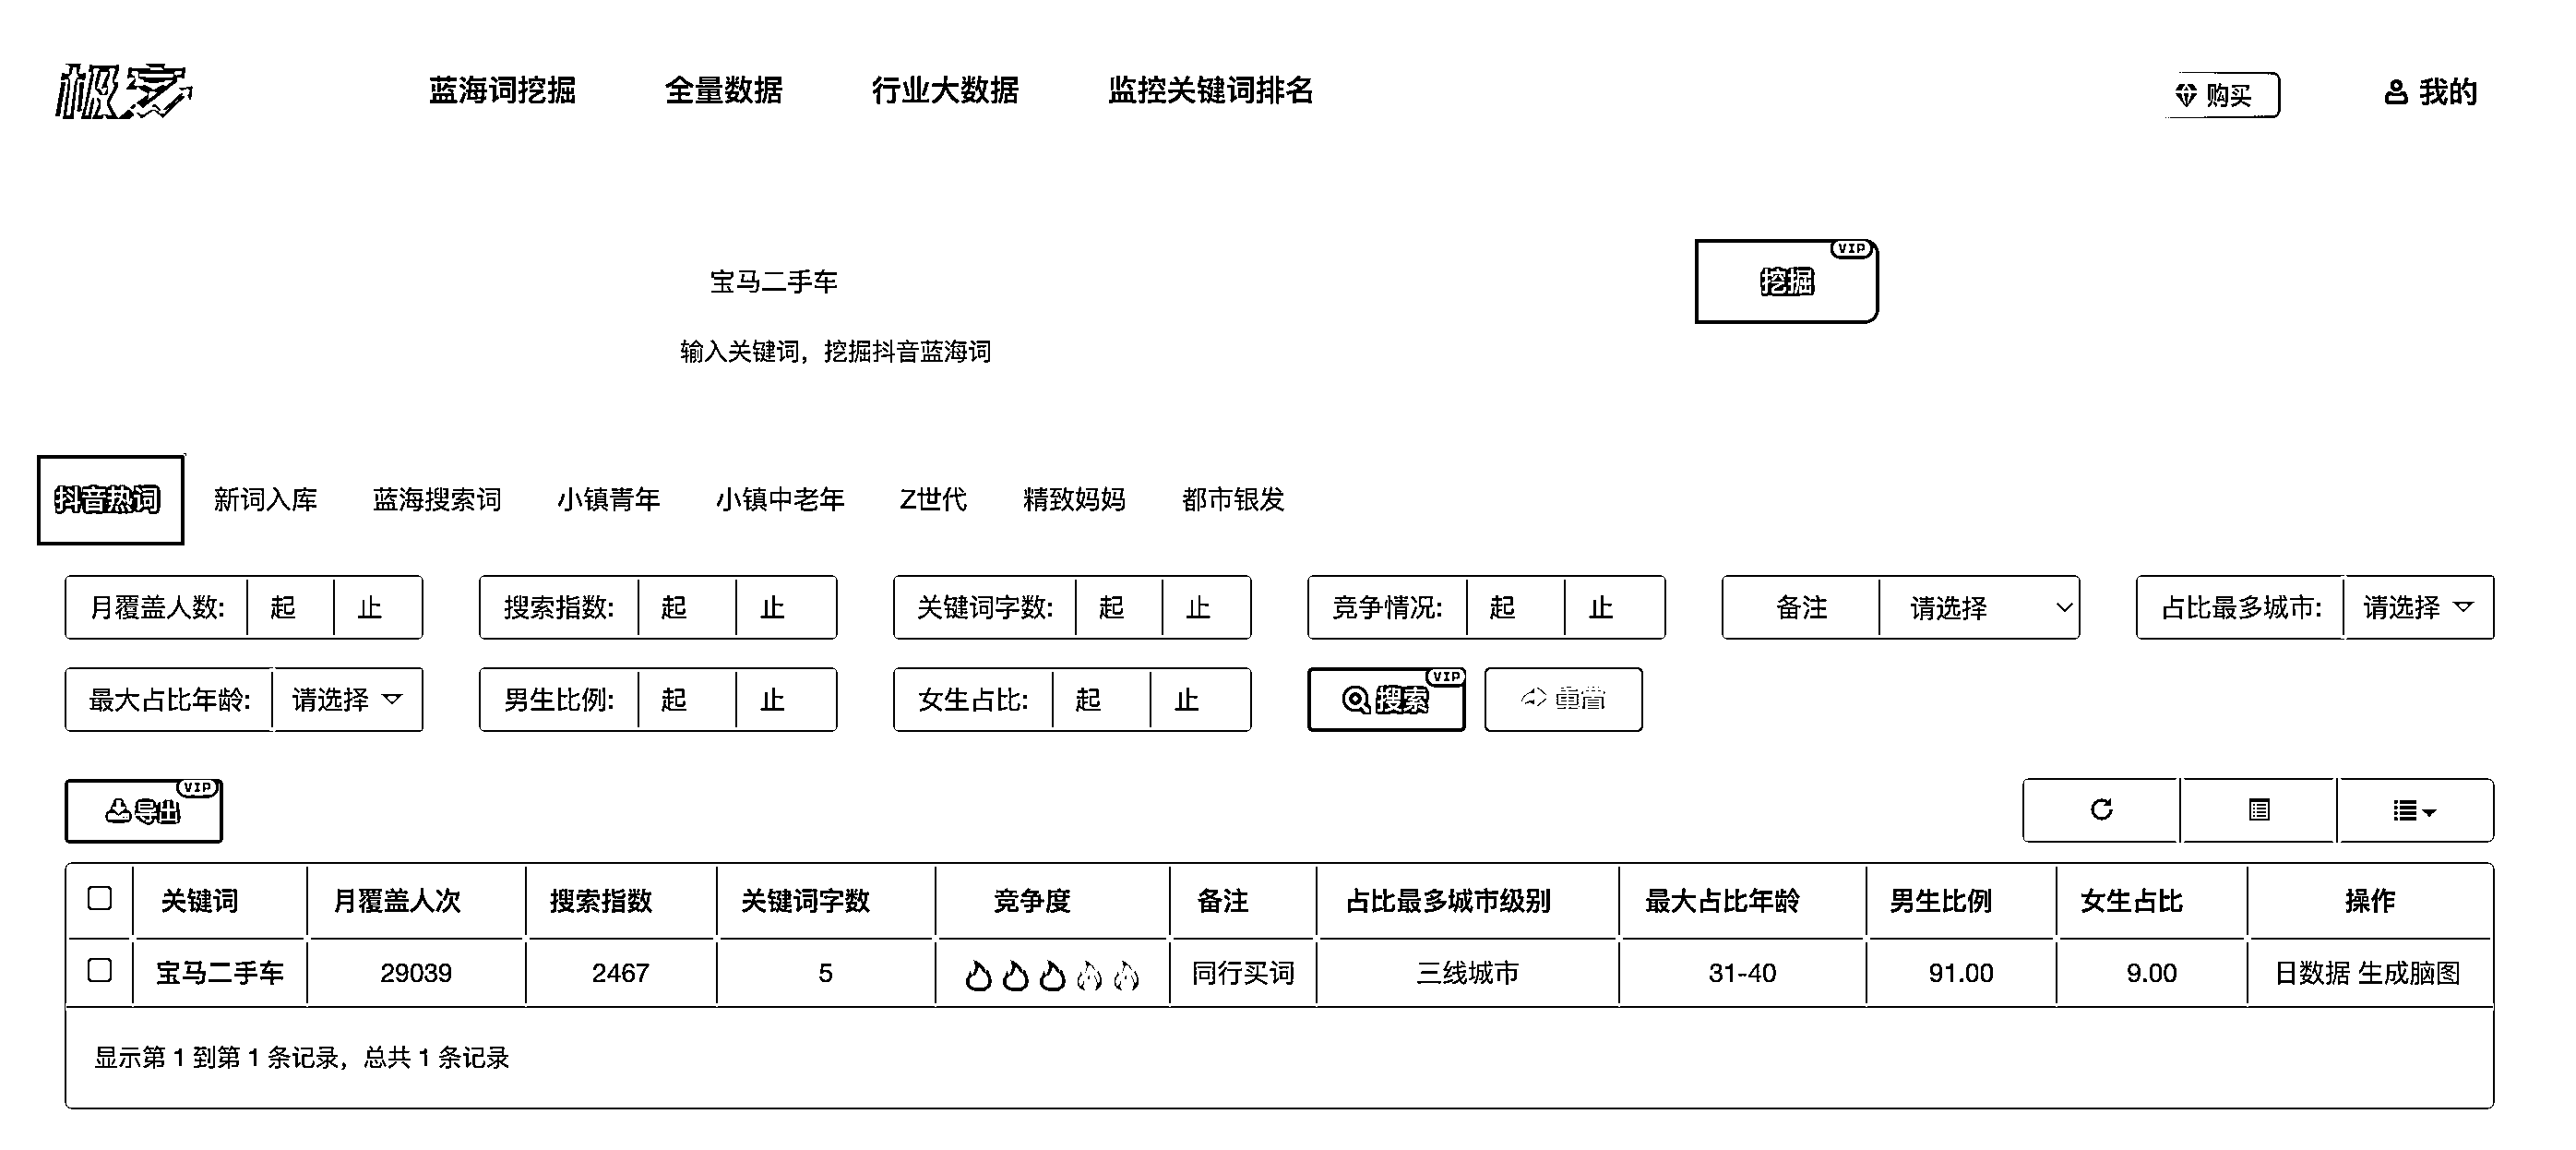 极客
蓝海词挖掘 全量数据 行业大数据 监控关键词排名 购买 我的
宝马二手车 挖掘 VIP
输入关键词，挖掘抖音蓝海词
抖音热词 新词入库 蓝海搜索词 小镇青年 小镇中老年 Z世代 精致妈妈 都市银发
月覆盖人数: 起 止 搜索指数: 起 止 关键词字数: 起 止 竞争情况: 起 止 备注 请选择 占比最多城市: 请选择
最大占比年龄: 请选择 男生比例: 起 止 女生占比: 起 止 搜索 VIP 重置
导出 VIP
关键词 月覆盖人次 搜索指数 关键词字数 竞争度 备注 占比最多城市级别 最大占比年龄 男生比例 女生占比 操作
宝马二手车 29039 2467 5 同行买词 三线城市 31-40 91.00 9.00 日数据 生成脑图
显示第 1 到第 1 条记录，总共 1 条记录